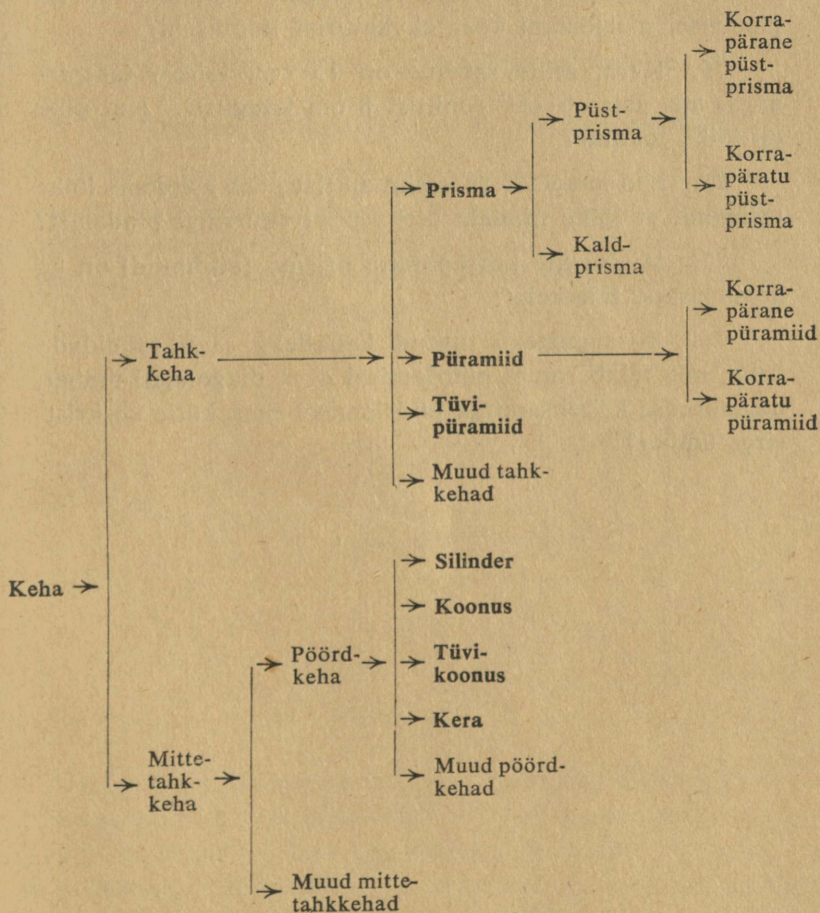 Korra-
pärane
püst-
prisma
Püst-
prisma
Korra-
päratu
püst-
prisma
Prisma
Kald-
prisma
Korra-
pärane
püramiid
Tahk-
keha
Püramiid
Korra-
päratu
püramiid
Tüvi-
püramiid
Muud tahk-
kehad
Keha
Silinder
Koonus
Pöörd-
keha
Tüvi-
koonus
Kera
Mitte-
tahk-
keha
Muud pöörd-
kehad
Muud mitte-
tahkkehad